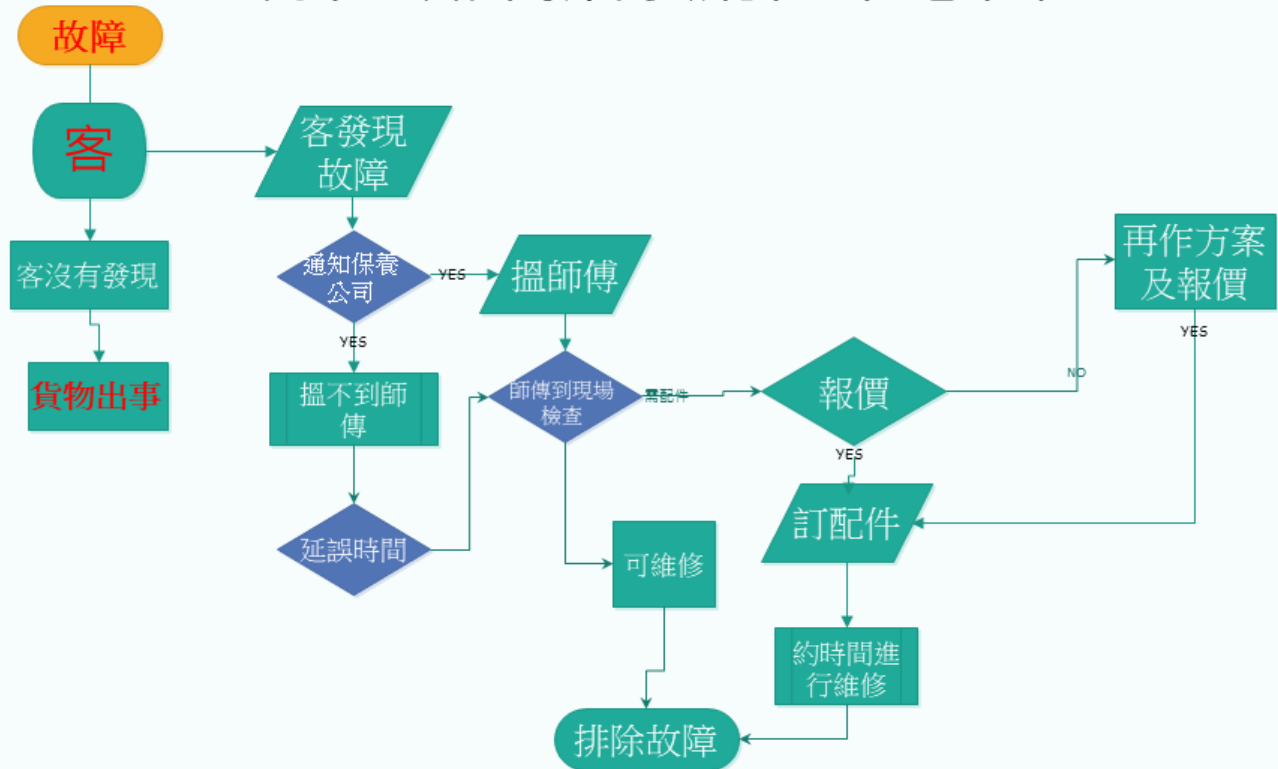 故障
客
客發現
故障
客沒有發現
貨物出事
通知保養
公司
YES
搵師傅
YES
搵不到師
傅
延誤時間
師傅到現場
檢查
需配件
報價
NO
再作方案
及報價
YES
YES
訂配件
可維修
約時間進
行維修
排除故障